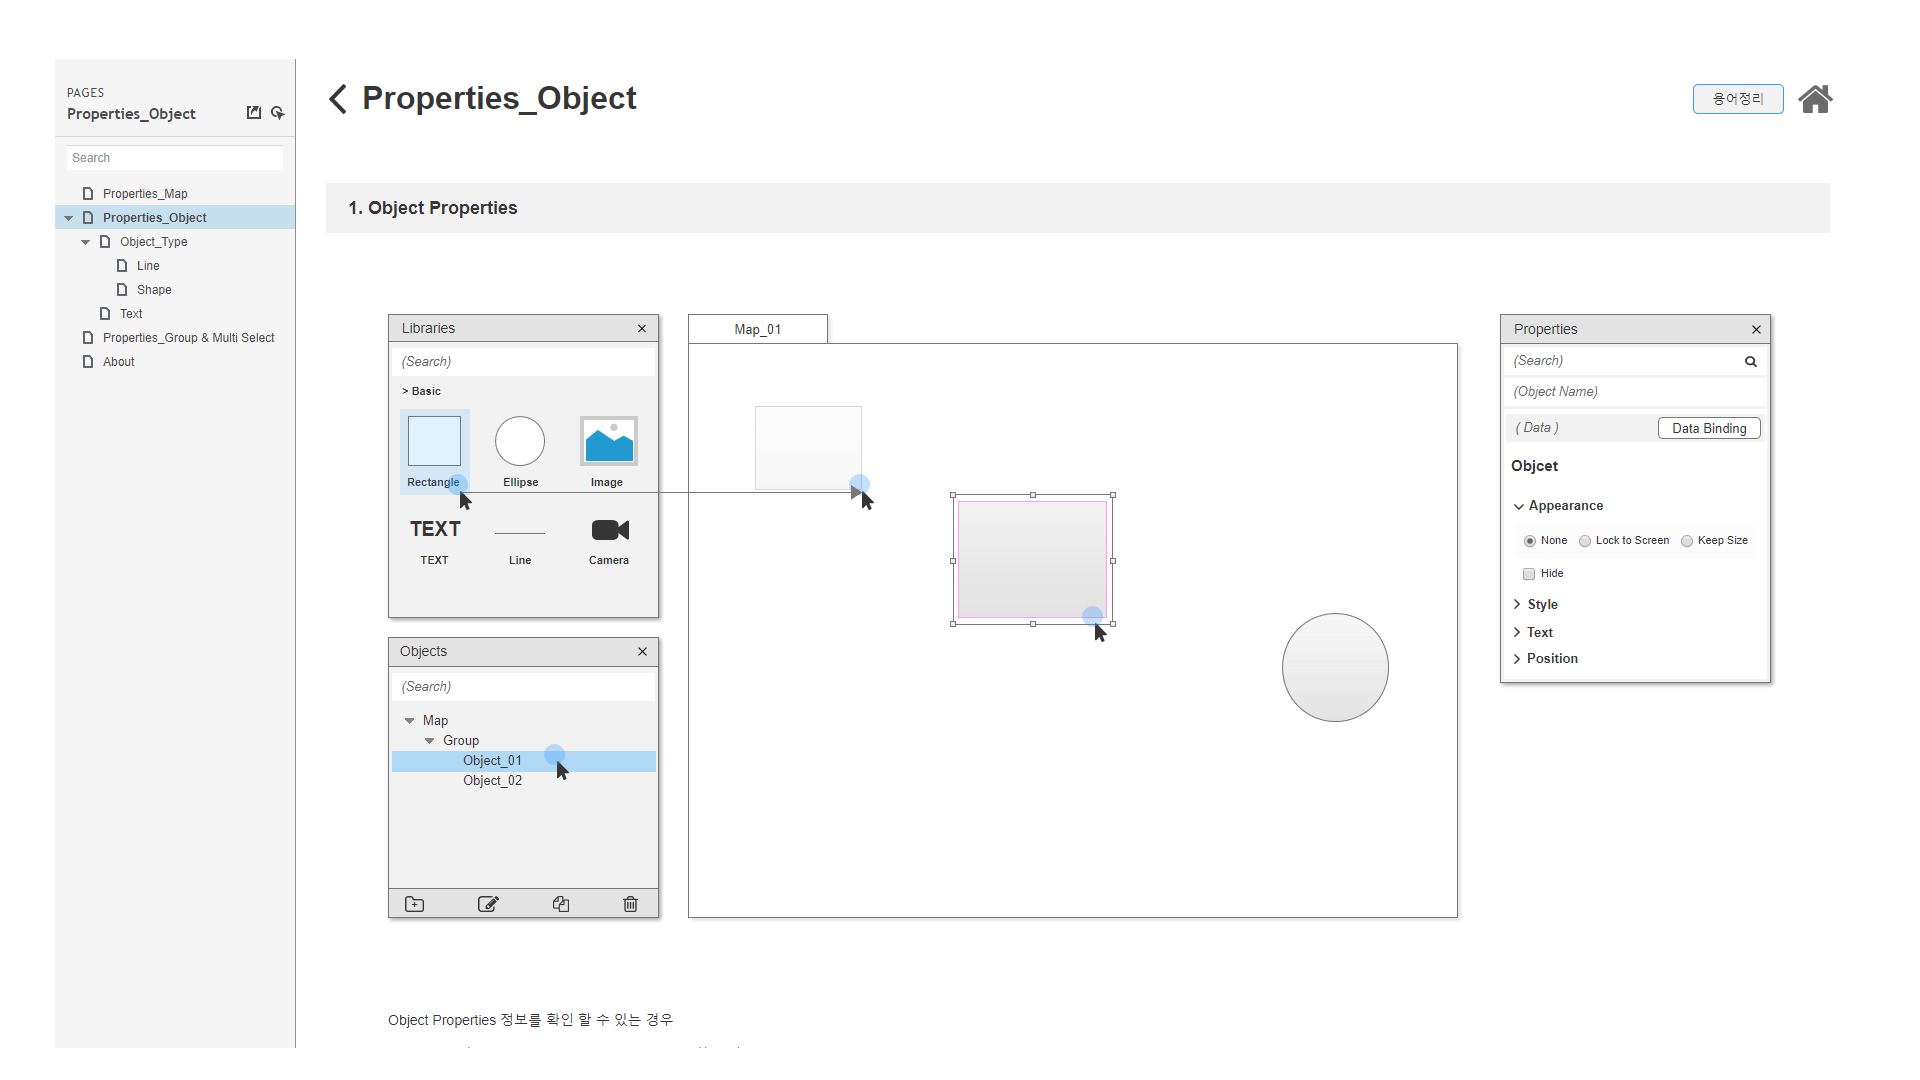 PAGES
Properties_Object
Search
Properties_Map
Properties_Object
Object_Type
Line
Shape
Text
Properties_Group & Multi Select
About
Properties_Object
용어정리
1. Object Properties
Libraries
(Search)
> Basic
Rectangle
Ellipse
Image
TEXT
TEXT
Line
Camera
Objects
(Search)
Map
Group
Object_01
Object_02
Map_01
Properties
(Search)
(Object Name)
( Data )
Data Binding
Objcet
Appearance
None
Lock to Screen
Keep Size
Hide
Style
Text
Position
Object Properties 정보를 확인 할 수 있는 경우